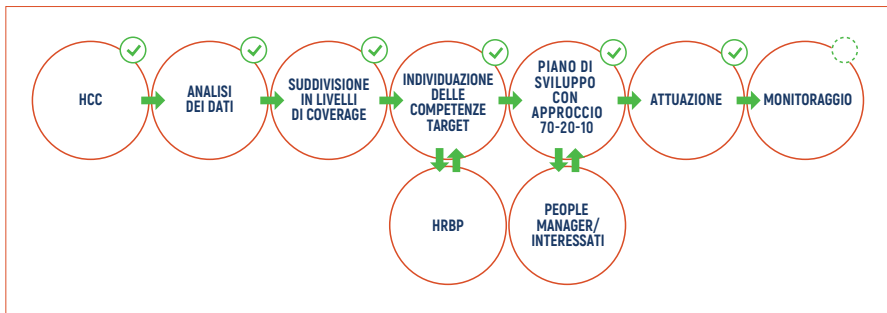 HCC
ANALISI
DEI DATI
SUDDIVISIONE
IN LIVELLI
DI COVERAGE
INDIVIDUAZIONE
DELLE
COMPETENZE
TARGET
PIANO DI
SVILUPPO
CON
APPROCCIO
70-20-10
ATTUAZIONE
MONITORAGGIO
HRBP
PEOPLE
MANAGER/
INTERESSATI